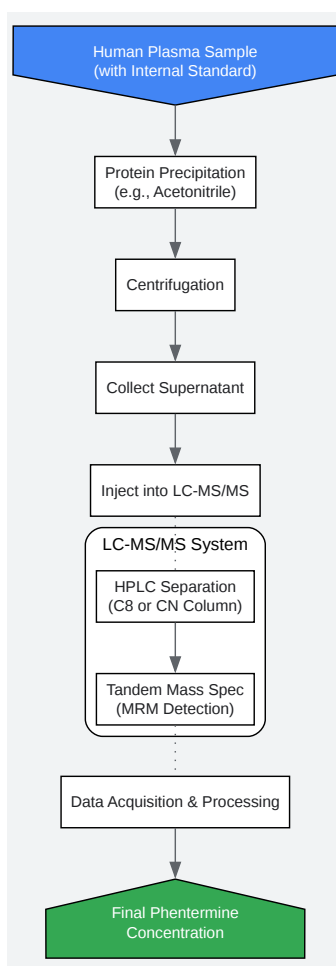 Human Plasma Sample
(with Internal Standard)
Protein Precipitation
(e.g., Acetonitrile)
Centrifugation
Collect Supernatant
Inject into LC-MS/MS
LC-MS/MS System
HPLC Separation
(C8 or CN Column)
Tandem Mass Spec
(MRM Detection)
Data Acquisition & Processing
Final Phentermine
Concentration